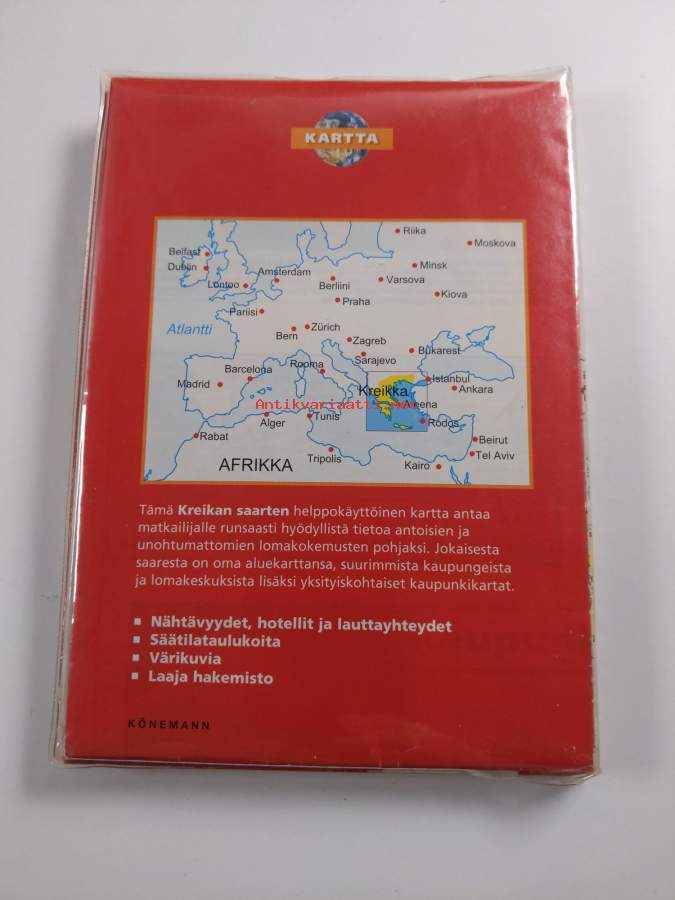 KARTTA
Riika
Moskova
Belfast
Dublin
Minsk
Amsterdam
Lontoo
Berliini
Varsova
Kiova
Praha
Pariisi
Atlantti
Zürich
Bern
Zagreb
Bukarest
Sarajevo
Rooma
Barcelona
Madrid
Istanbul
Ankara
Kreikka
Antikvariaatti.net
Ateena
Alger
Tunis
Rodos
Rabat
Beirut
Tel Aviv
AFRIKKA
Tripolis
Kairo
Tämä Kreikan saarten helppokäyttöinen kartta antaa
matkailijalle runsaasti hyödyllistä tietoa antoisien ja
unohtumattomien lomakokemusten pohjaksi. Jokaisesta
saaresta on oma aluekarttansa, suurimmista kaupungeista
ja lomakeskuksista lisäksi yksityiskohtaiset kaupunkikartat.
▪ Nähtävyydet, hotellit ja lauttayhteydet
▪ Säätilataulukoita
▪ Värikuvia
▪ Laaja hakemisto
KÖNEMANN